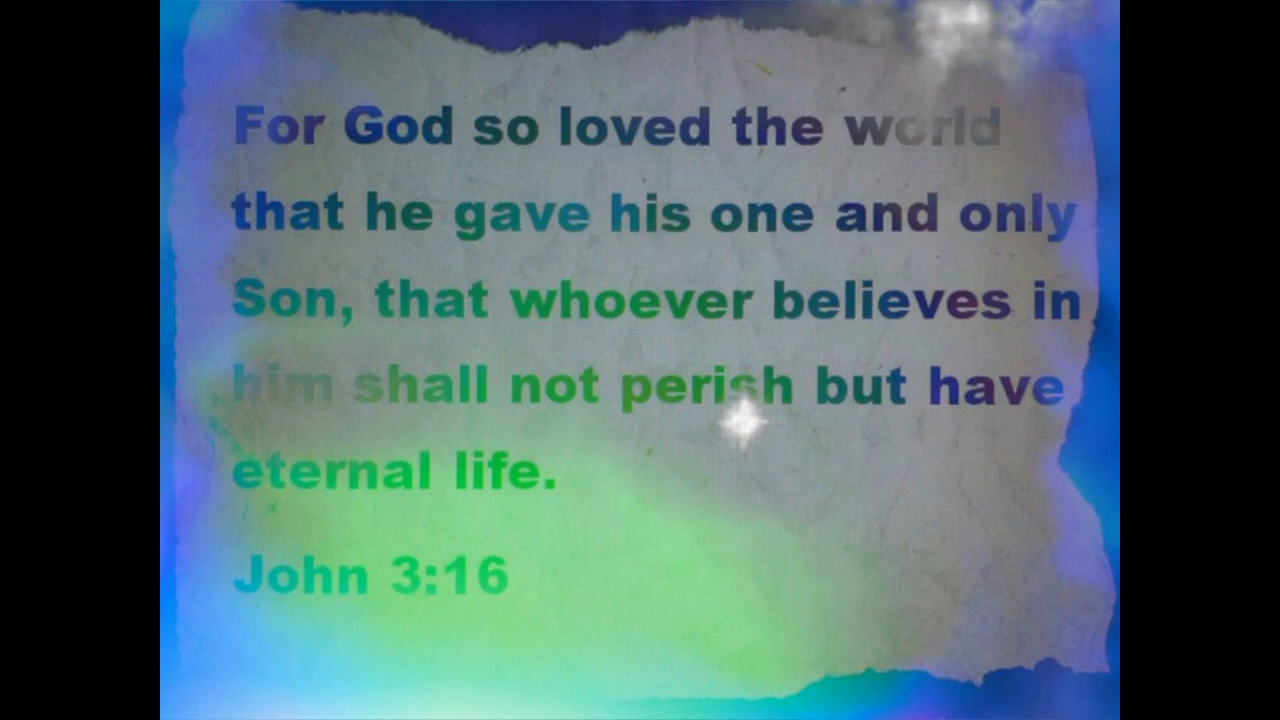 For God so loved the world
that he gave his one and only
Son, that whoever believes in
him shall not perish but have
eternal life.
John 3:16